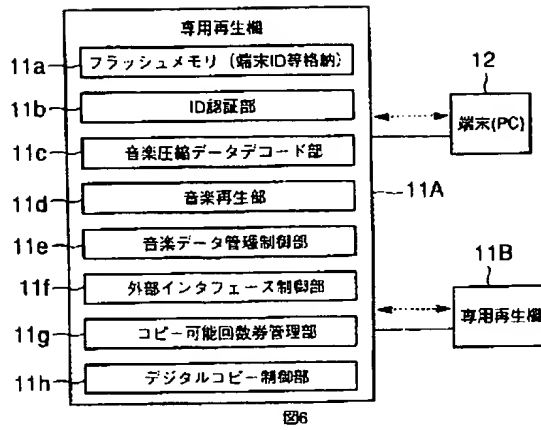 専用再生機
11a フラッシュメモリ（端末ID等格納）
11b ID認証部
11c 音楽圧縮データデコード部
11d 音楽再生部
11e 音楽データ管理制御部
11f 外部インタフェース制御部
11g コピー可能回数券管理部
11h デジタルコピー制御部
11A
12
端末(PC)
11B
専用再生機
図6